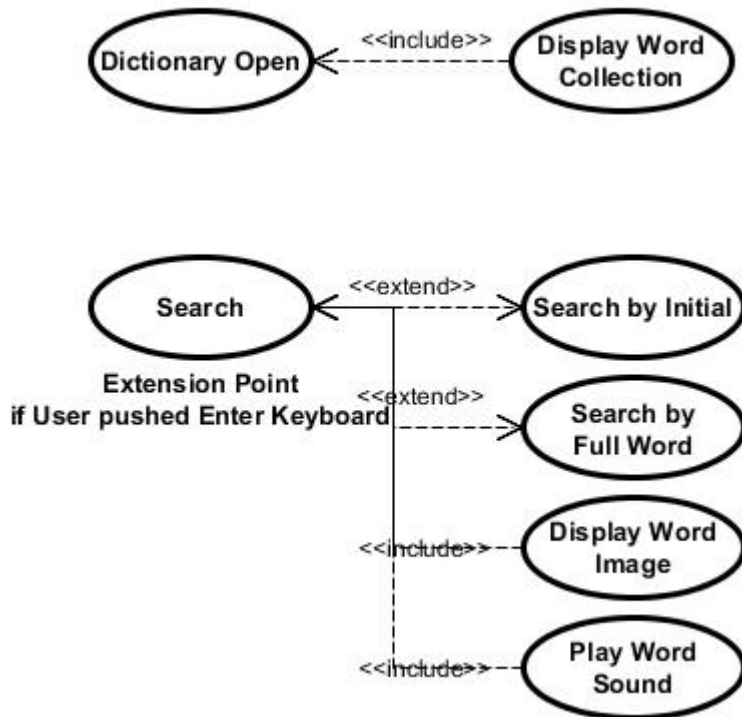 Dictionary Open
<<include>>
Display Word
Collection
Search
<<extend>>
Search by Initial
Extension Point
if User pushed Enter Keyboard
<<extend>>
Search by
Full Word
<<include>>
Display Word
Image
<<include>>
Play Word
Sound